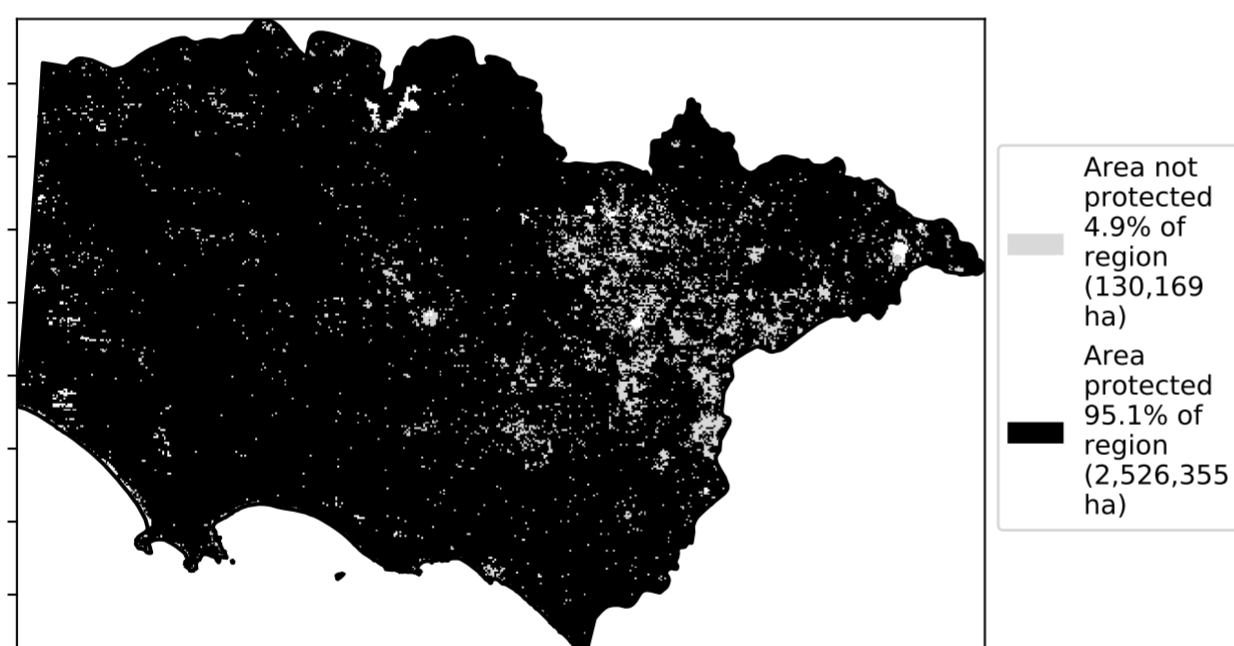 Area not
protected
4.9% of
region
(130,169
ha)
Area
protected
95.1% of
region
(2,526,355
ha)